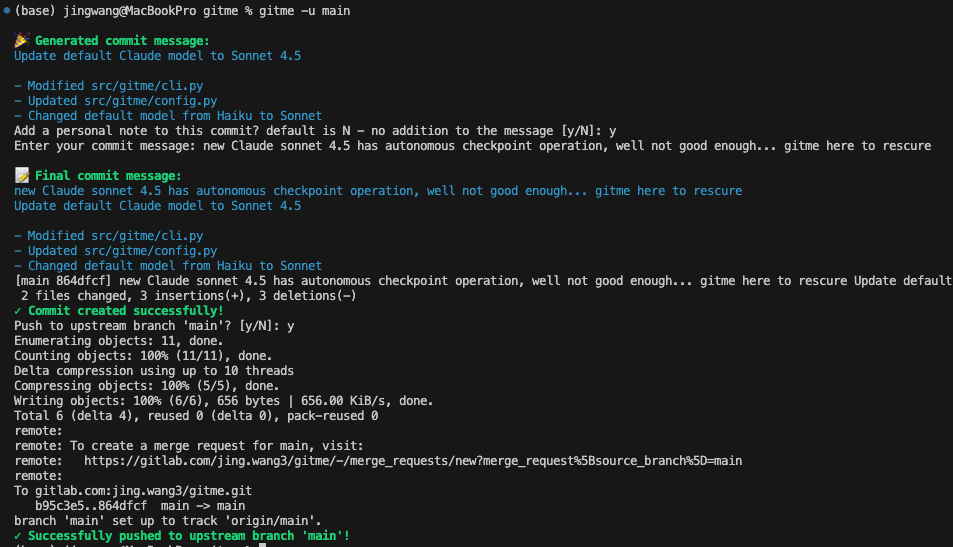 (base) jingwang@MacBookPro gitme % gitme -u main
🎉 Generated commit message:
Update default Claude model to Sonnet 4.5
- Modified src/gitme/cli.py
- Updated src/gitme/config.py
- Changed default model from Haiku to Sonnet
Add a personal note to this commit? default is N - no addition to the message [y/N]: y
Enter your commit message: new Claude sonnet 4.5 has autonomous checkpoint operation, well not good enough... gitme here to rescure
📝 Final commit message:
new Claude sonnet 4.5 has autonomous checkpoint operation, well not good enough... gitme here to rescure
Update default Claude model to Sonnet 4.5
- Modified src/gitme/cli.py
- Updated src/gitme/config.py
- Changed default model from Haiku to Sonnet
[main 864dfcf] new Claude sonnet 4.5 has autonomous checkpoint operation, well not good enough... gitme here to rescure Update default
2 files changed, 3 insertions(+), 3 deletions(-)
✓ Commit created successfully!
Push to upstream branch 'main'? [y/N]: y
Enumerating objects: 11, done.
Counting objects: 100% (11/11), done.
Delta compression using up to 10 threads
Compressing objects: 100% (5/5), done.
Writing objects: 100% (6/6), 656 bytes | 656.00 KiB/s, done.
Total 6 (delta 4), reused 0 (delta 0), pack-reused 0
remote:
remote: To create a merge request for main, visit:
remote:   https://gitlab.com/jing.wang3/gitme/-/merge_requests/new?merge_request%5Bsource_branch%5D=main
remote:
To gitlab.com:jing.wang3/gitme.git
b95c3e5..864dfcf  main -> main
branch 'main' set up to track 'origin/main'.
✓ Successfully pushed to upstream branch 'main'!